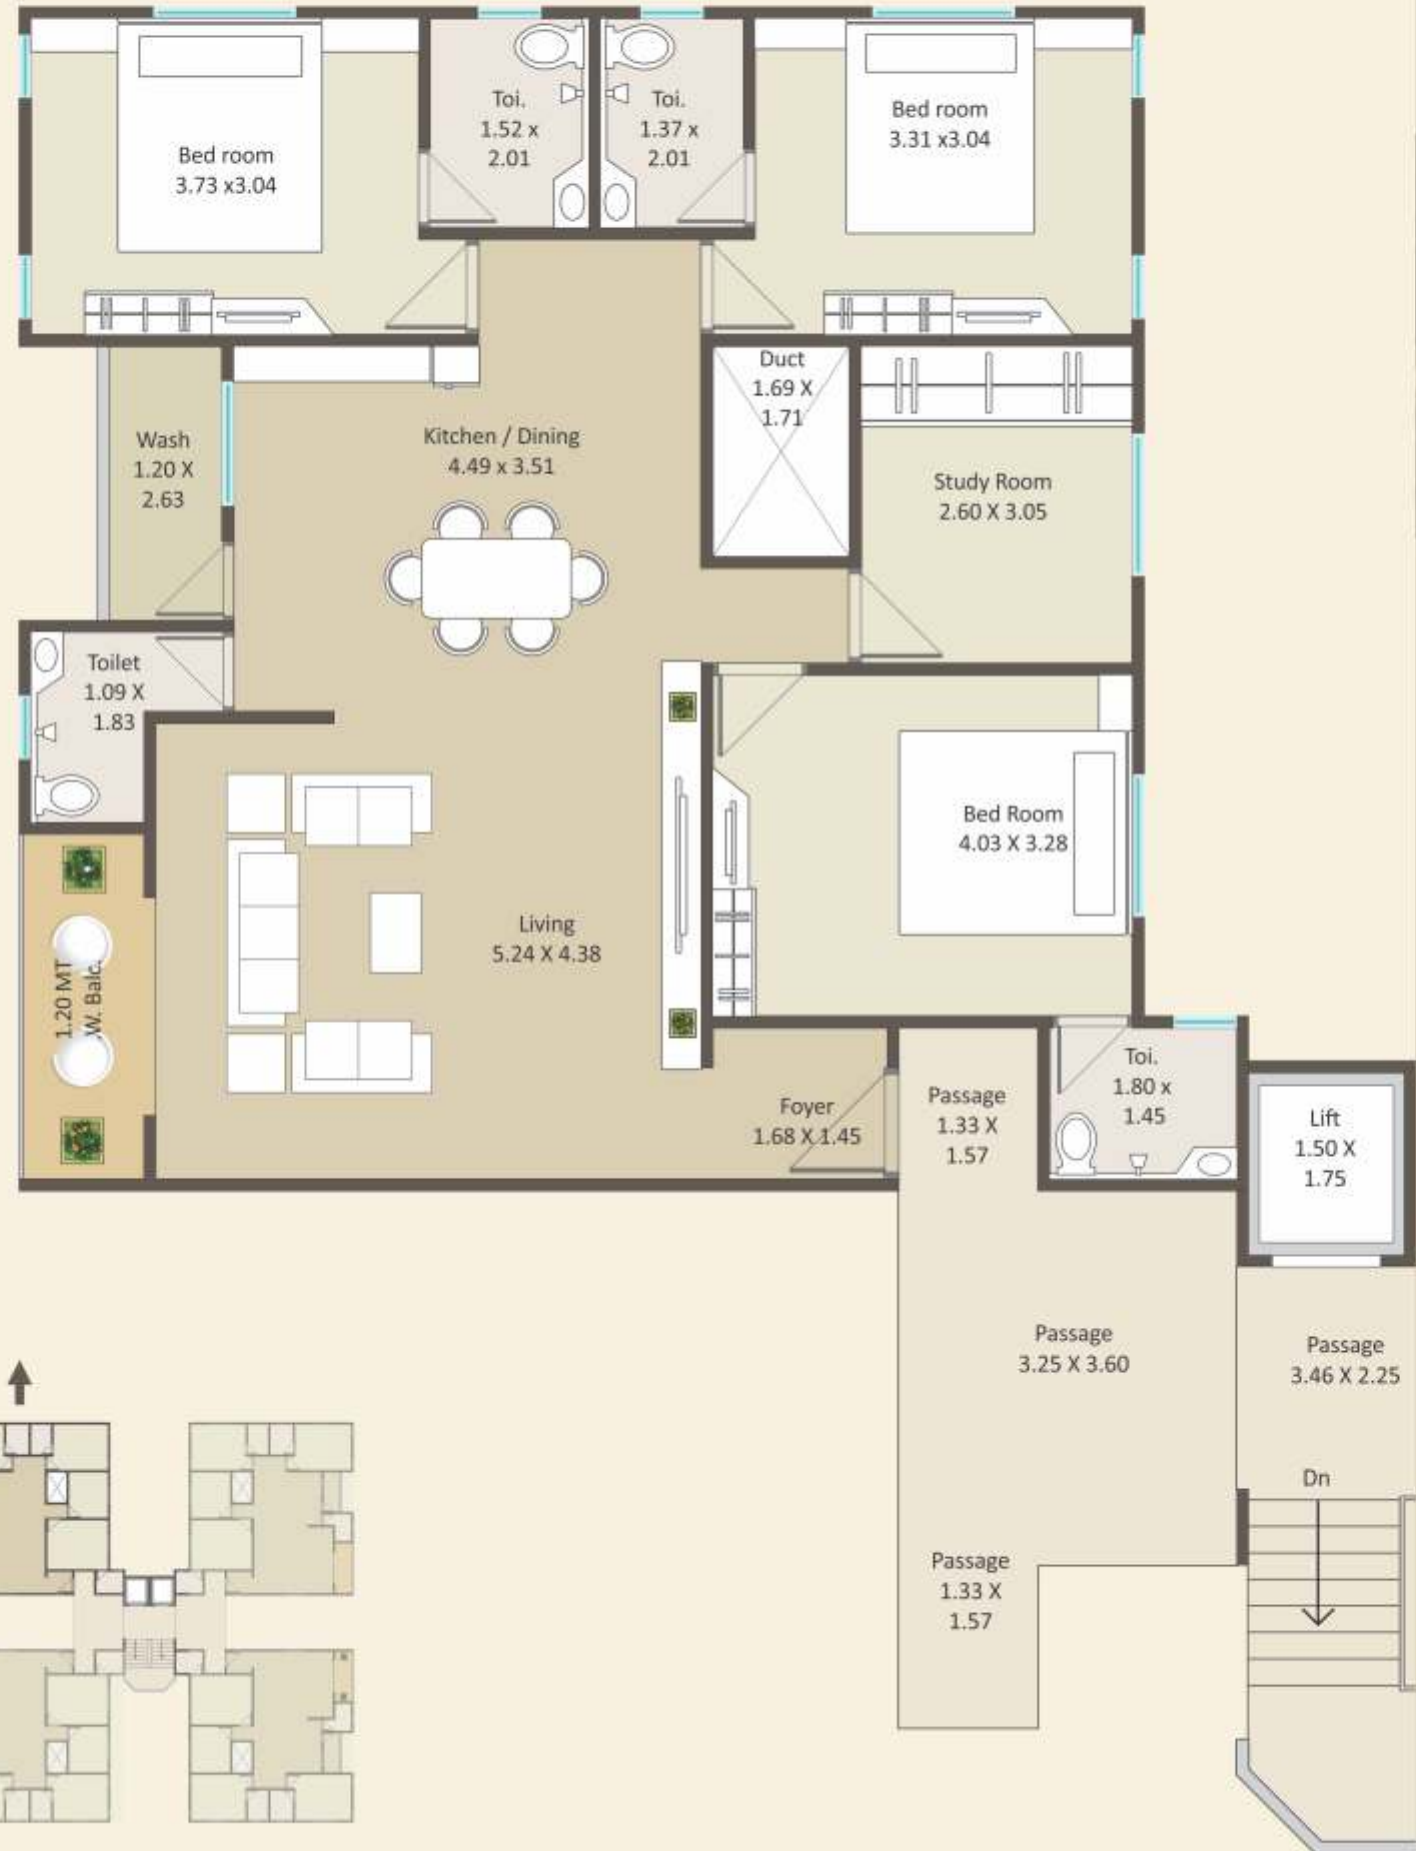 Toi.
1.52 x
2.01
Toi.
1.37 x
2.01
Bed room
3.31 x3.04
Bed room
3.73 x3.04
Duct
1.69 X
1.71
Wash
1.20 X
2.63
Kitchen / Dining
4.49 x 3.51
Study Room
2.60 X 3.05
Toilet
1.09 X
1.83
Bed Room
4.03 X 3.28
Living
5.24 X 4.38
1.20 MT
W. Balc.
Foyer
1.68 X 1.45
Passage
1.33 X
1.57
Toi.
1.80 x
1.45
Lift
1.50 X
1.75
Passage
3.25 X 3.60
Passage
3.46 X 2.25
Dn
Passage
1.33 X
1.57